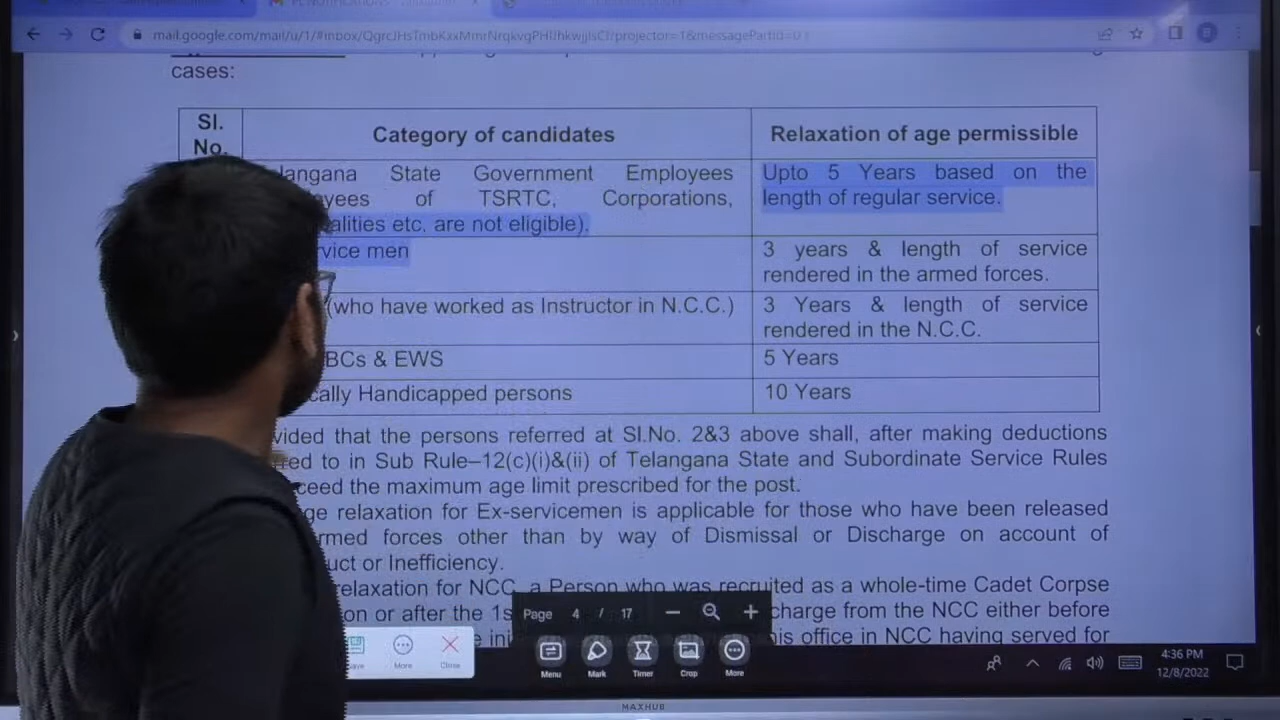 mail.google.com/mail/u/1/#inbox/
cases:
Sl.
No.
Category of candidates
Relaxation of age permissible
langana State Government Employees
yees of TSRTC, Corporations,
alities etc. are not eligible).
Upto 5 Years based on the
length of regular service.
rvice men
3 years & length of service
rendered in the armed forces.
(who have worked as Instructor in N.C.C.)
3 Years & length of service
rendered in the N.C.C.
BCs & EWS
5 Years
cally Handicapped persons
10 Years
vided that the persons referred at Sl.No. 2&3 above shall, after making deductions
red to in Sub Rule–12(c)(i)&(ii) of Telangana State and Subordinate Service Rules
ceed the maximum age limit prescribed for the post.
ge relaxation for Ex-servicemen is applicable for those who have been released
rmed forces other than by way of Dismissal or Discharge on account of
uct or Inefficiency.
relaxation for NCC, a Person who was recruited as a whole-time Cadet Corpse
on or after the 1s
charge from the NCC either before
his office in NCC having served for
Page 4 / 17
More
Close
Menu
Mark
Timer
Crop
More
4:36 PM
12/8/2022
MAXHUB